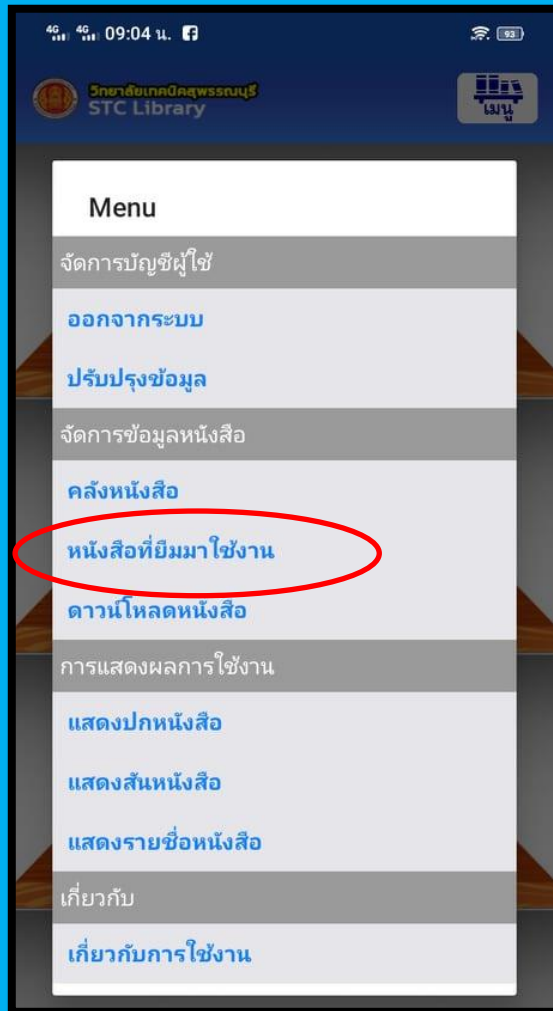 4G 4G 09:04 น. 93
วิทยาลัยเทคนิคสุพรรณบุรี
STC Library
เมนู
Menu
จัดการบัญชีผู้ใช้
ออกจากระบบ
ปรับปรุงข้อมูล
จัดการข้อมูลหนังสือ
คลังหนังสือ
หนังสือที่ยืมมาใช้งาน
ดาวน์โหลดหนังสือ
การแสดงผลการใช้งาน
แสดงปกหนังสือ
แสดงสันหนังสือ
แสดงรายชื่อหนังสือ
เกี่ยวกับ
เกี่ยวกับการใช้งาน